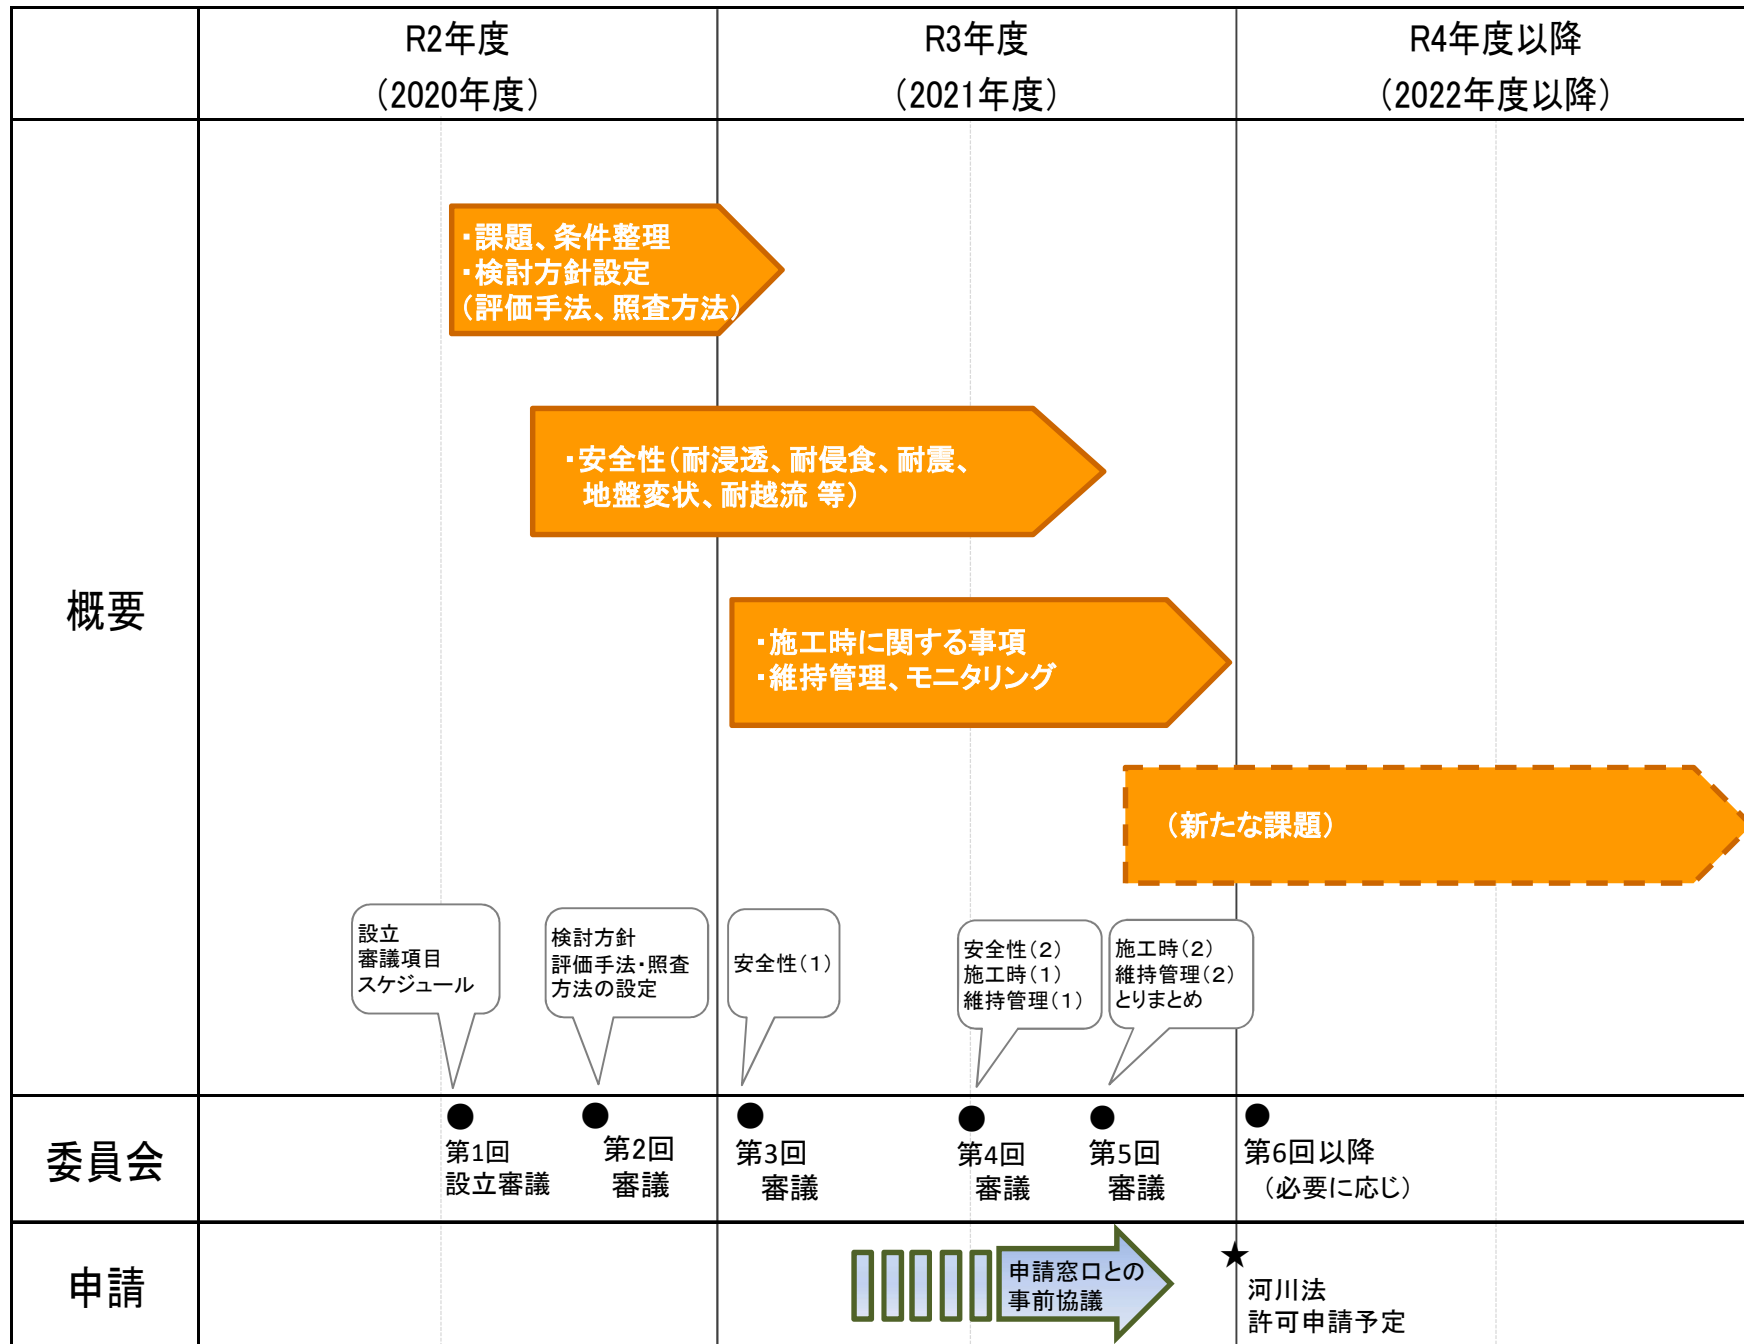 R2年度
（2020年度）
R3年度
（2021年度）
R4年度以降
（2022年度以降）
概要
・課題、条件整理
・検討方針設定
（評価手法、照査方法）
・安全性（耐浸透、耐侵食、耐震、
地盤変状、耐越流 等）
・施工時に関する事項
・維持管理、モニタリング
（新たな課題）
設立
審議項目
スケジュール
検討方針
評価手法・照査
方法の設定
安全性（１）
安全性（２）
施工時（１）
維持管理（１）
施工時（２）
維持管理（２）
とりまとめ
委員会
第1回
設立審議
第2回
審議
第3回
審議
第4回
審議
第5回
審議
第6回以降
（必要に応じ）
申請
申請窓口との
事前協議
★
河川法
許可申請予定